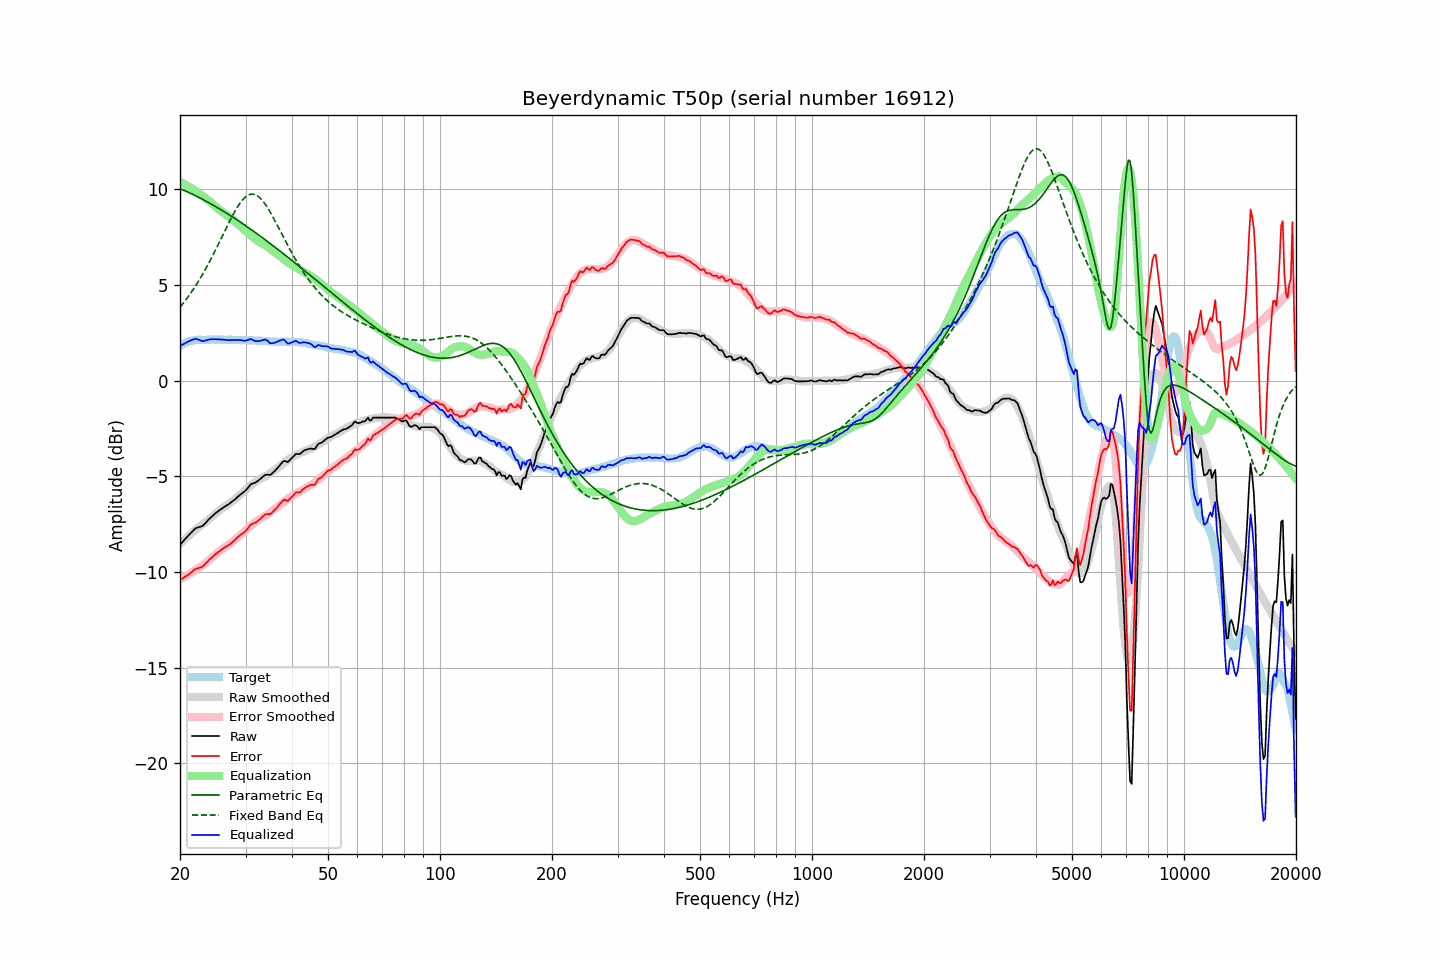 Beyerdynamic T50p (serial number 16912)
Amplitude (dBr)
10
5
0
−5
−10
−15
−20
Target
Raw Smoothed
Error Smoothed
Raw
Error
Equalization
Parametric Eq
Fixed Band Eq
Equalized
20 50 100 200 500 1000 2000 5000 10000 20000
Frequency (Hz)